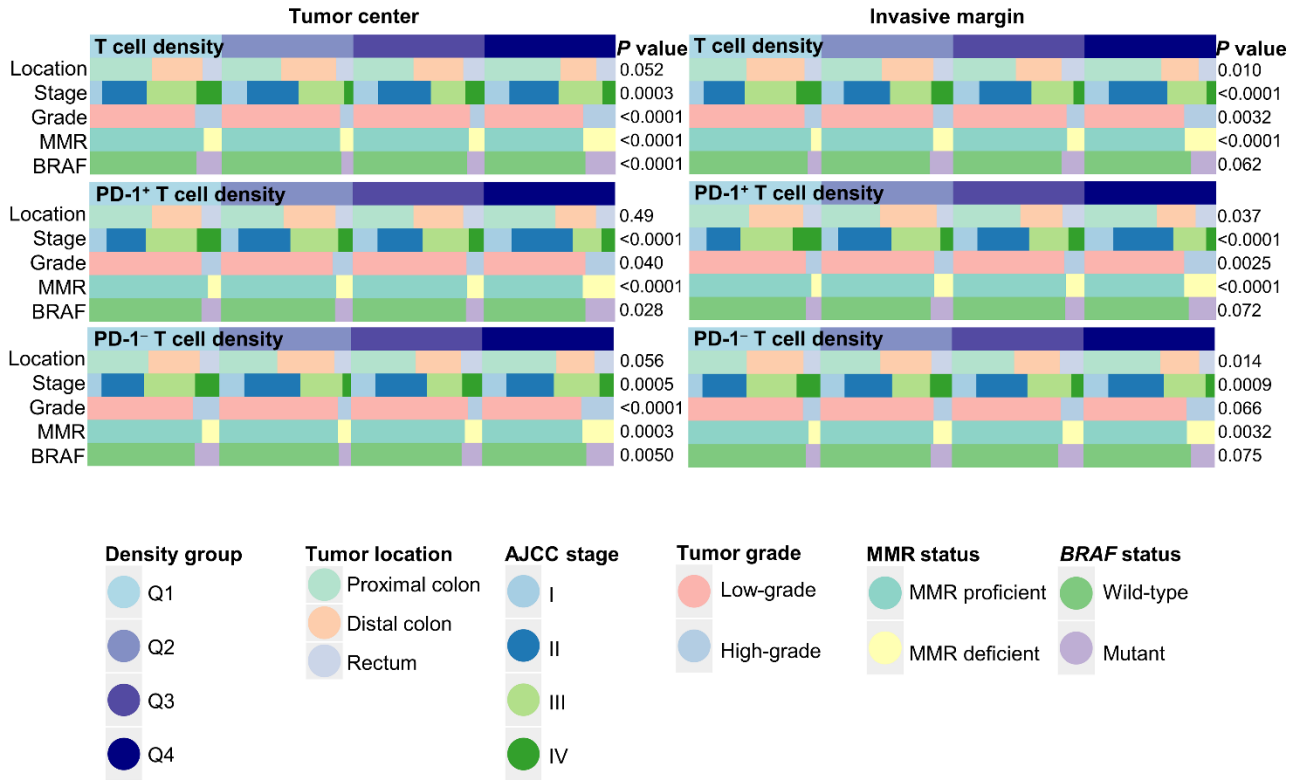 Tumor center
Invasive margin
T cell density
P value
Location 0.052
Stage 0.0003
Grade <0.0001
MMR <0.0001
BRAF <0.0001
PD-1⁺ T cell density
Location 0.49
Stage <0.0001
Grade 0.040
MMR <0.0001
BRAF 0.028
PD-1⁻ T cell density
Location 0.056
Stage 0.0005
Grade <0.0001
MMR 0.0003
BRAF 0.0050
T cell density
P value
0.010
<0.0001
0.0032
<0.0001
0.062
PD-1⁺ T cell density
0.037
<0.0001
0.0025
<0.0001
0.072
PD-1⁻ T cell density
0.014
0.0009
0.066
0.0032
0.075
Density group
Q1
Q2
Q3
Q4
Tumor location
Proximal colon
Distal colon
Rectum
AJCC stage
I
II
III
IV
Tumor grade
Low-grade
High-grade
MMR status
MMR proficient
MMR deficient
BRAF status
Wild-type
Mutant